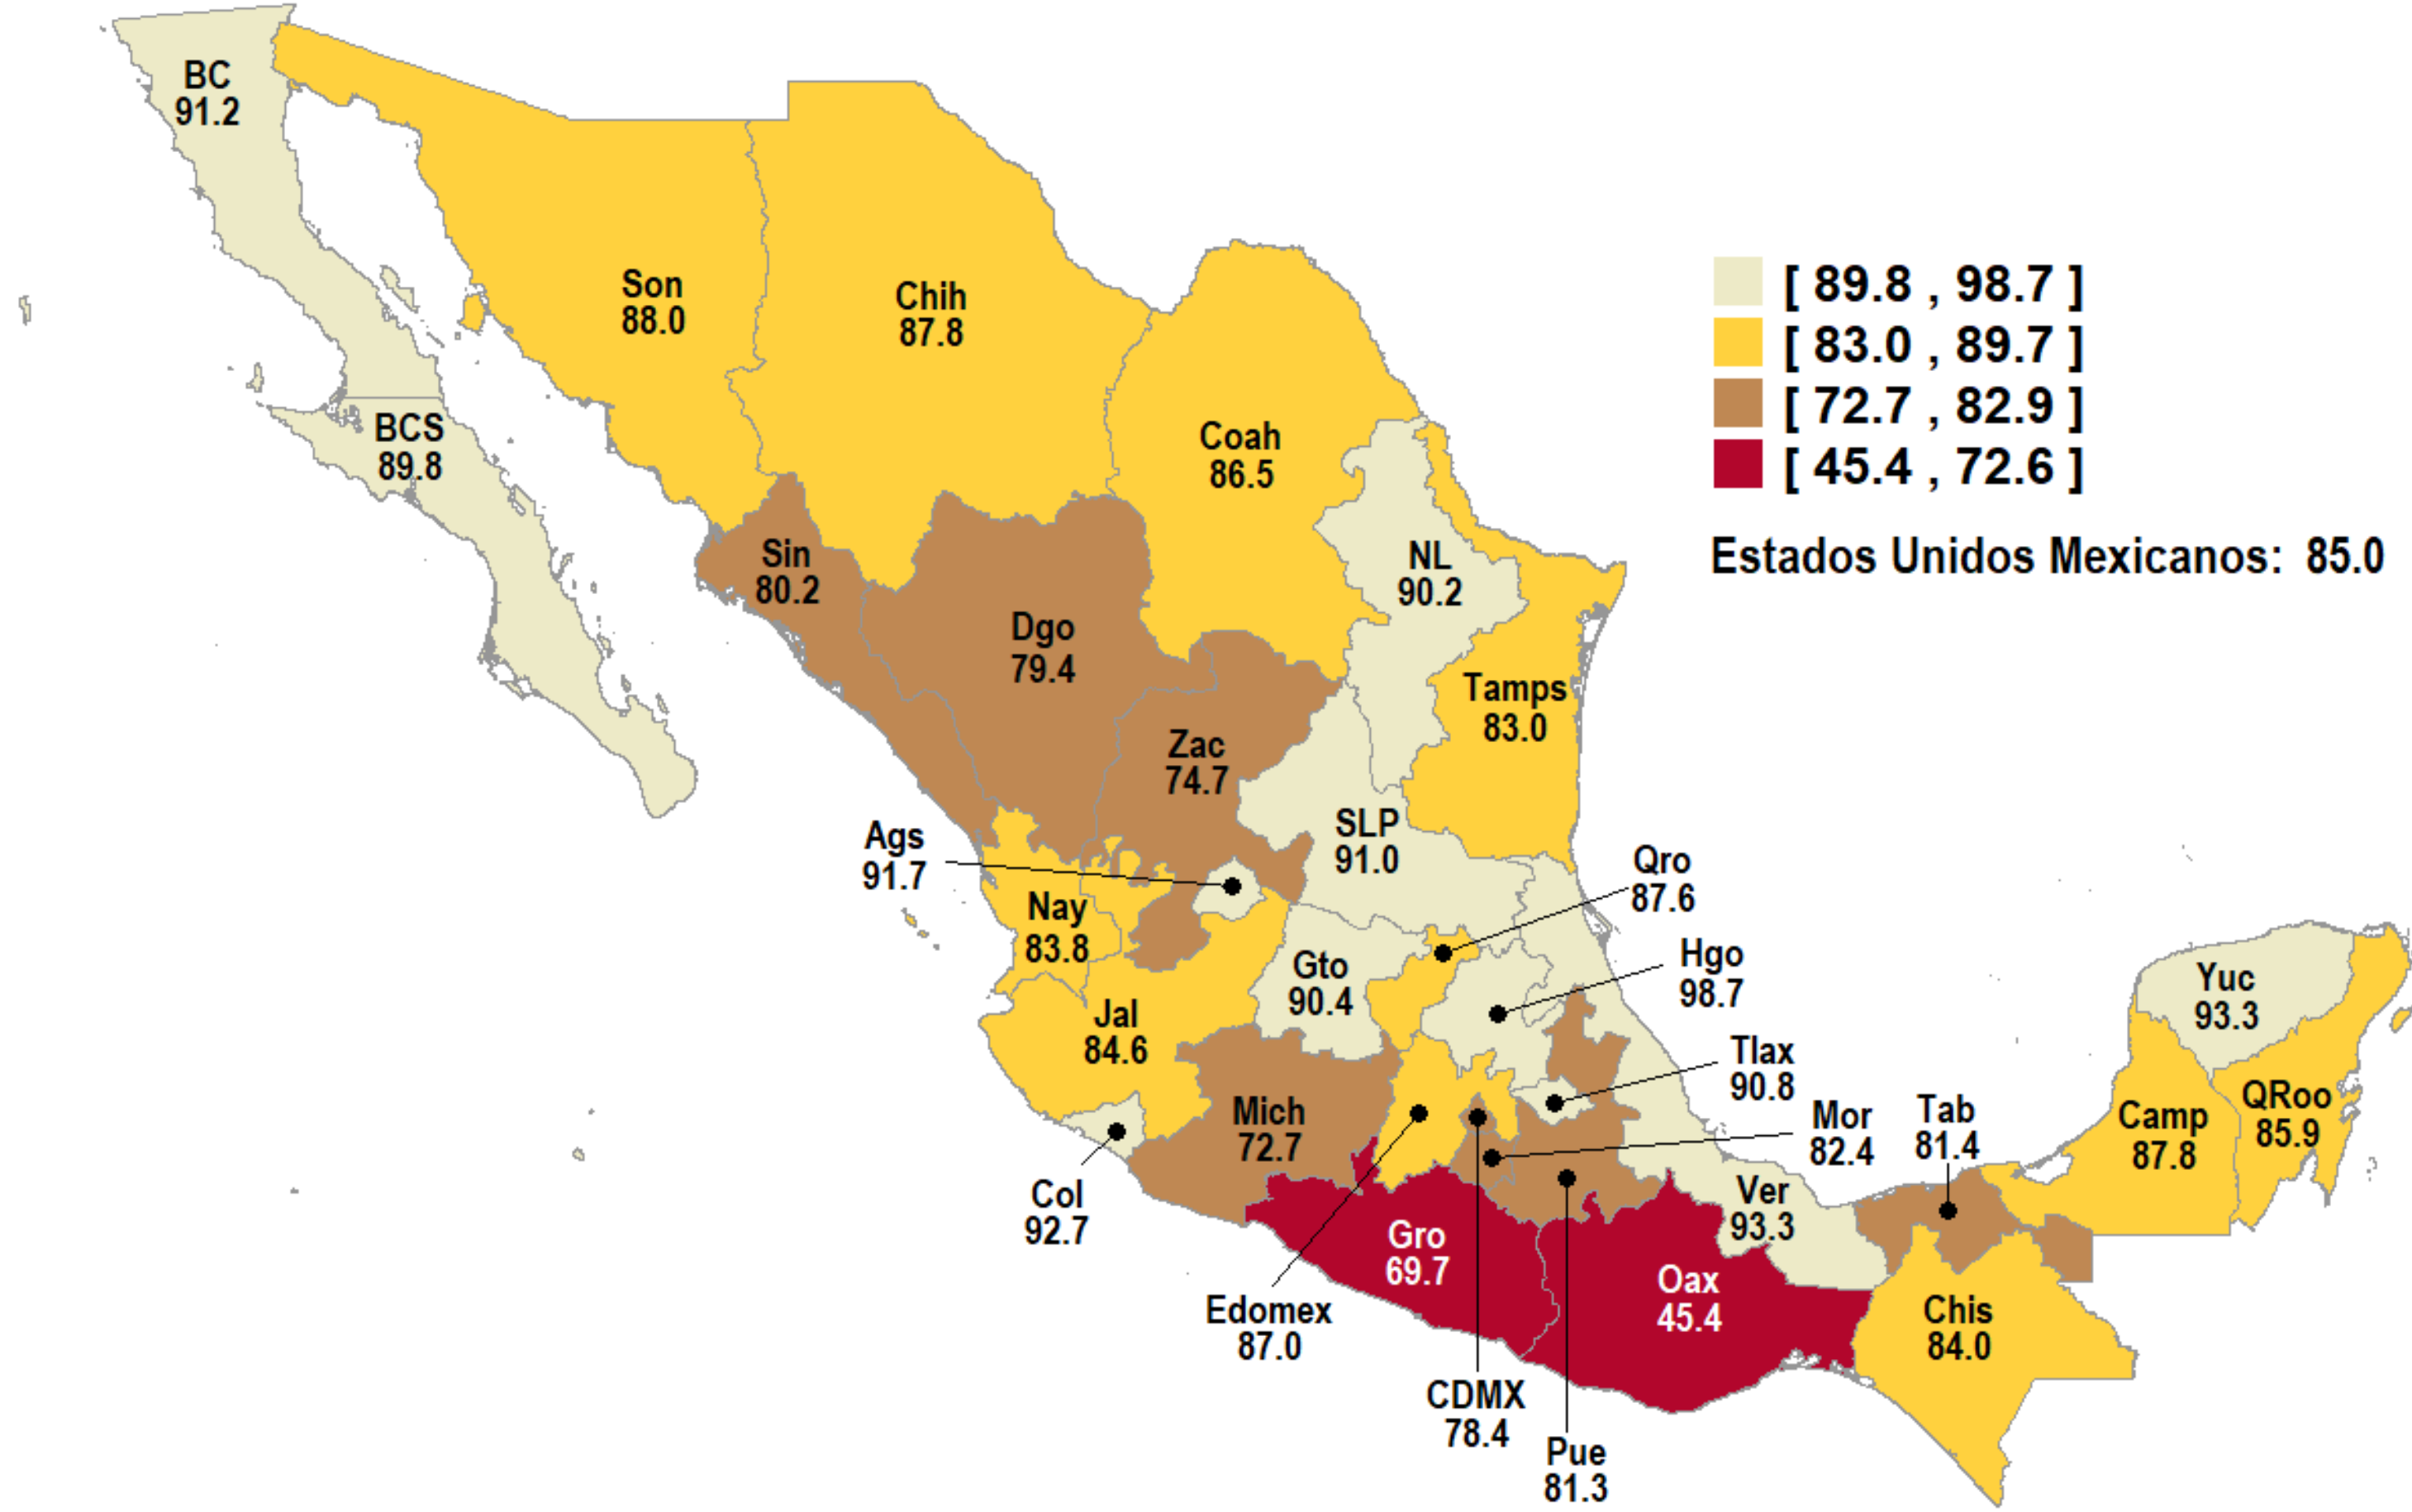 BC
91.2
Son
88.0
Chih
87.8
[ 89.8 , 98.7 ]
[ 83.0 , 89.7 ]
[ 72.7 , 82.9 ]
[ 45.4 , 72.6 ]
Estados Unidos Mexicanos: 85.0
BCS
89.8
Coah
86.5
Sin
80.2
NL
90.2
Dgo
79.4
Tamps
83.0
Zac
74.7
SLP
91.0
Ags
91.7
Qro
87.6
Nay
83.8
Gto
90.4
Hgo
98.7
Yuc
93.3
Jal
84.6
Tlax
90.8
Mich
72.7
Mor
82.4
Tab
81.4
Camp
87.8
QRoo
85.9
Col
92.7
Ver
93.3
Gro
69.7
Oax
45.4
Edomex
87.0
Chis
84.0
CDMX
78.4
Pue
81.3